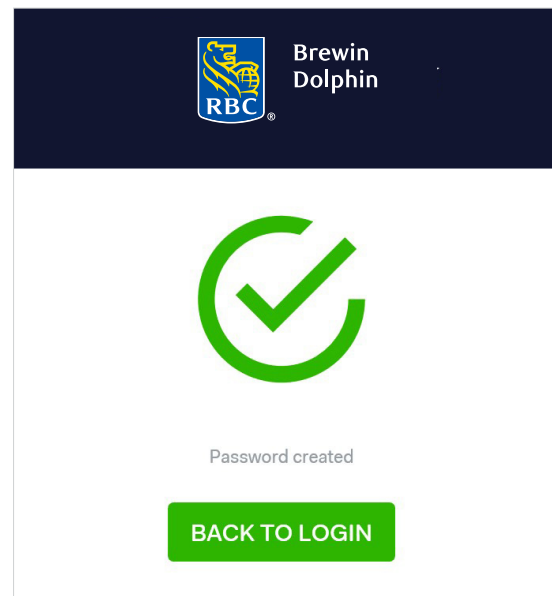 Brewin
Dolphin
RBC
®
Password created
BACK TO LOGIN